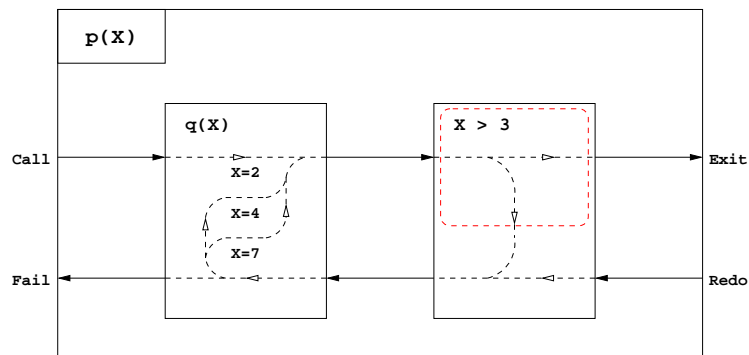 p(X)
q(X)
X > 3
Call
Exit
X=2
X=4
X=7
Fail
Redo